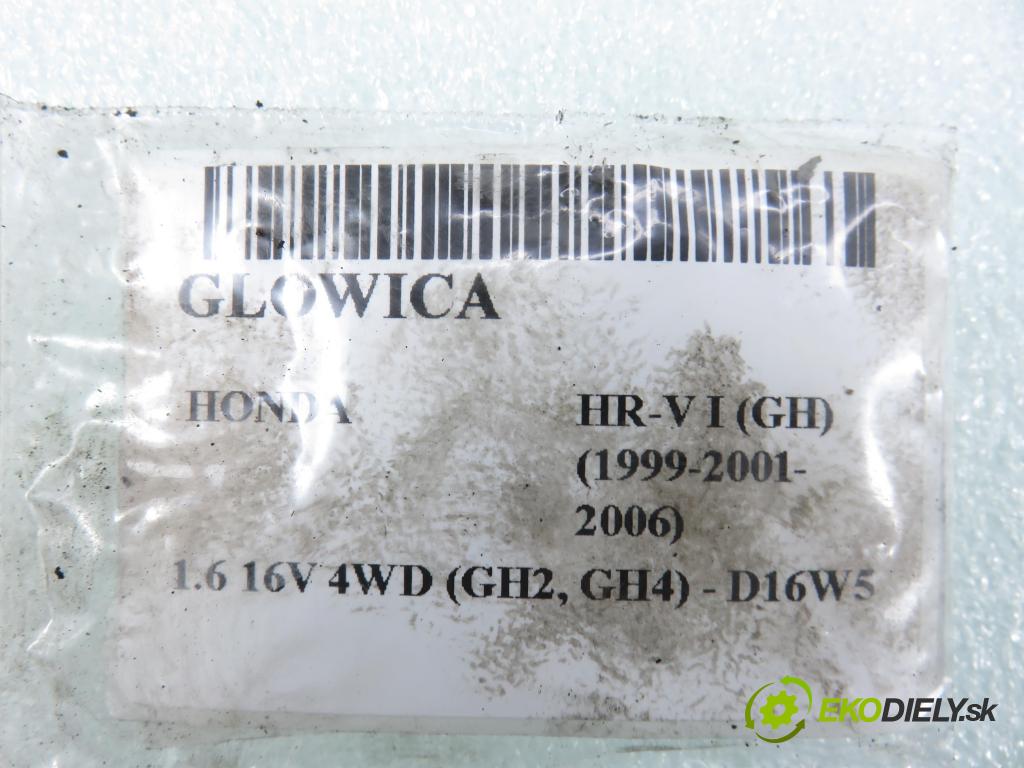 GLOWICA
HONDA HR-V I (GH)
(1999-2001-
2006)
1.6 16V 4WD (GH2, GH4) - D16W5
EKODIELY.sk